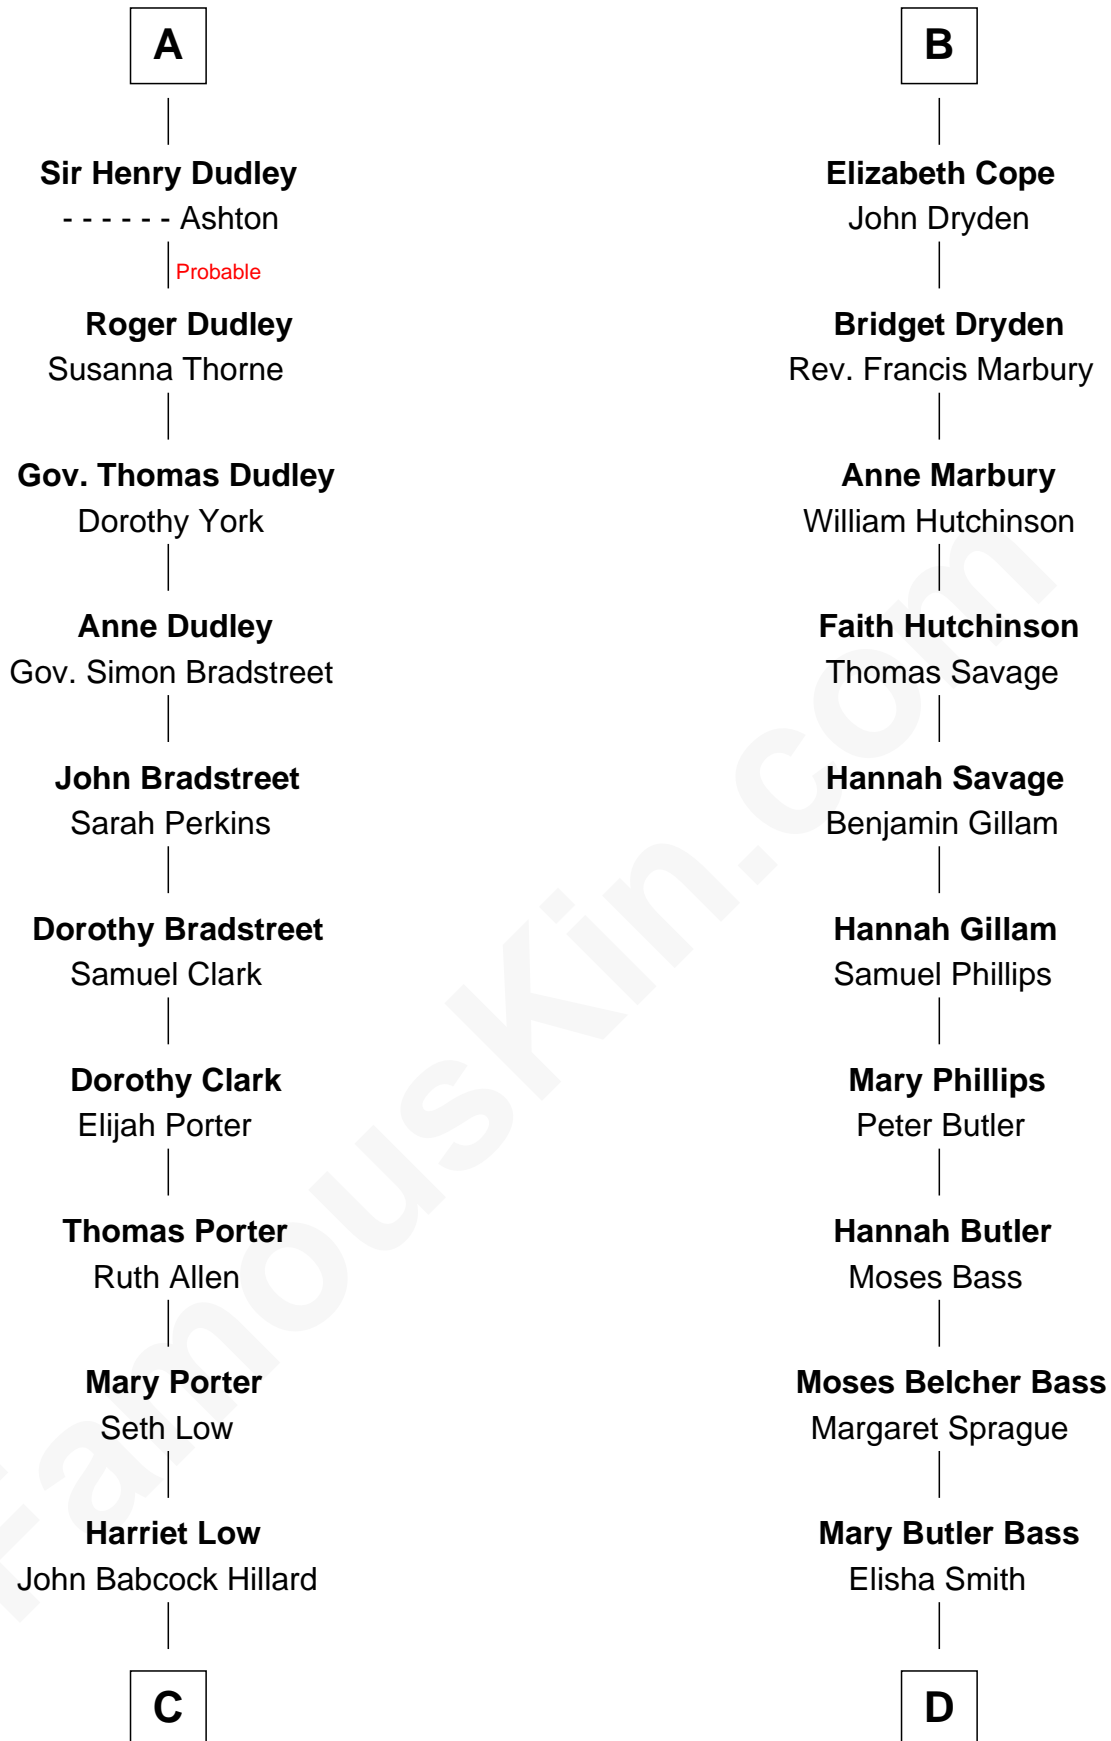 A
Sir Henry Dudley
- - - - - - Ashton
Probable
Roger Dudley
Susanna Thorne
Gov. Thomas Dudley
Dorothy York
Anne Dudley
Gov. Simon Bradstreet
John Bradstreet
Sarah Perkins
Dorothy Bradstreet
Samuel Clark
Dorothy Clark
Elijah Porter
Thomas Porter
Ruth Allen
Mary Porter
Seth Low
Harriet Low
John Babcock Hillard
C
B
Elizabeth Cope
John Dryden
Bridget Dryden
Rev. Francis Marbury
Anne Marbury
William Hutchinson
Faith Hutchinson
Thomas Savage
Hannah Savage
Benjamin Gillam
Hannah Gillam
Samuel Phillips
Mary Phillips
Peter Butler
Hannah Butler
Moses Bass
Moses Belcher Bass
Margaret Sprague
Mary Butler Bass
Elisha Smith
D
FamousKin.com